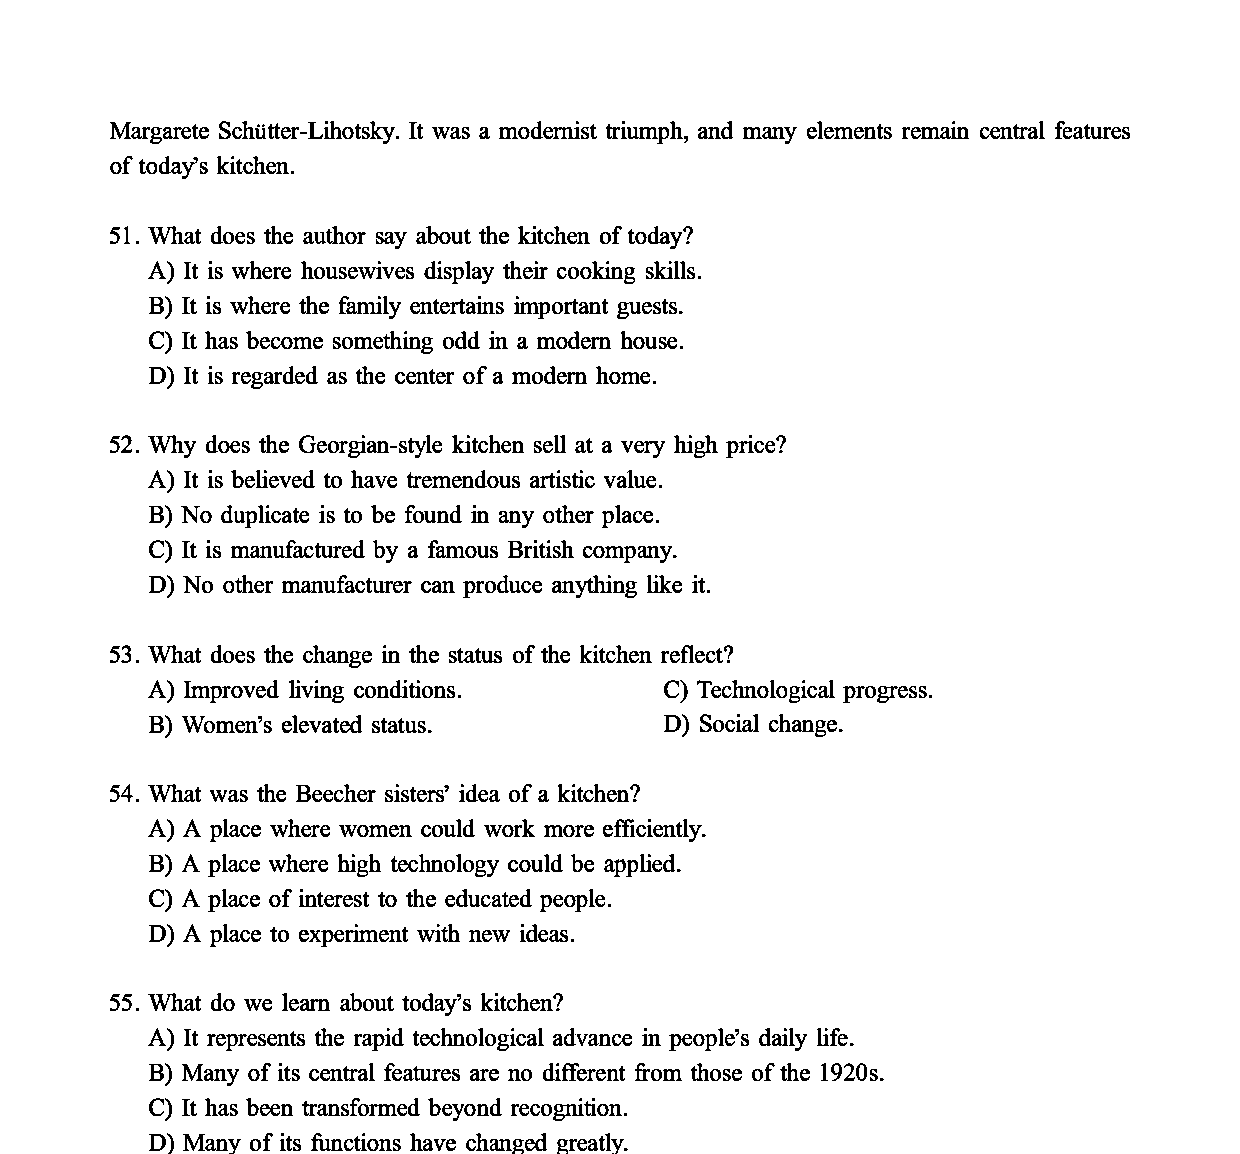 Margarete Schütter-Lihotsky. It was a modernist triumph, and many elements remain central features
of today’s kitchen.
51. What does the author say about the kitchen of today?
A) It is where housewives display their cooking skills.
B) It is where the family entertains important guests.
C) It has become something odd in a modern house.
D) It is regarded as the center of a modern home.
52. Why does the Georgian-style kitchen sell at a very high price?
A) It is believed to have tremendous artistic value.
B) No duplicate is to be found in any other place.
C) It is manufactured by a famous British company.
D) No other manufacturer can produce anything like it.
53. What does the change in the status of the kitchen reflect?
A) Improved living conditions. C) Technological progress.
B) Women’s elevated status. D) Social change.
54. What was the Beecher sisters’ idea of a kitchen?
A) A place where women could work more efficiently.
B) A place where high technology could be applied.
C) A place of interest to the educated people.
D) A place to experiment with new ideas.
55. What do we learn about today’s kitchen?
A) It represents the rapid technological advance in people’s daily life.
B) Many of its central features are no different from those of the 1920s.
C) It has been transformed beyond recognition.
D) Many of its functions have changed greatly.